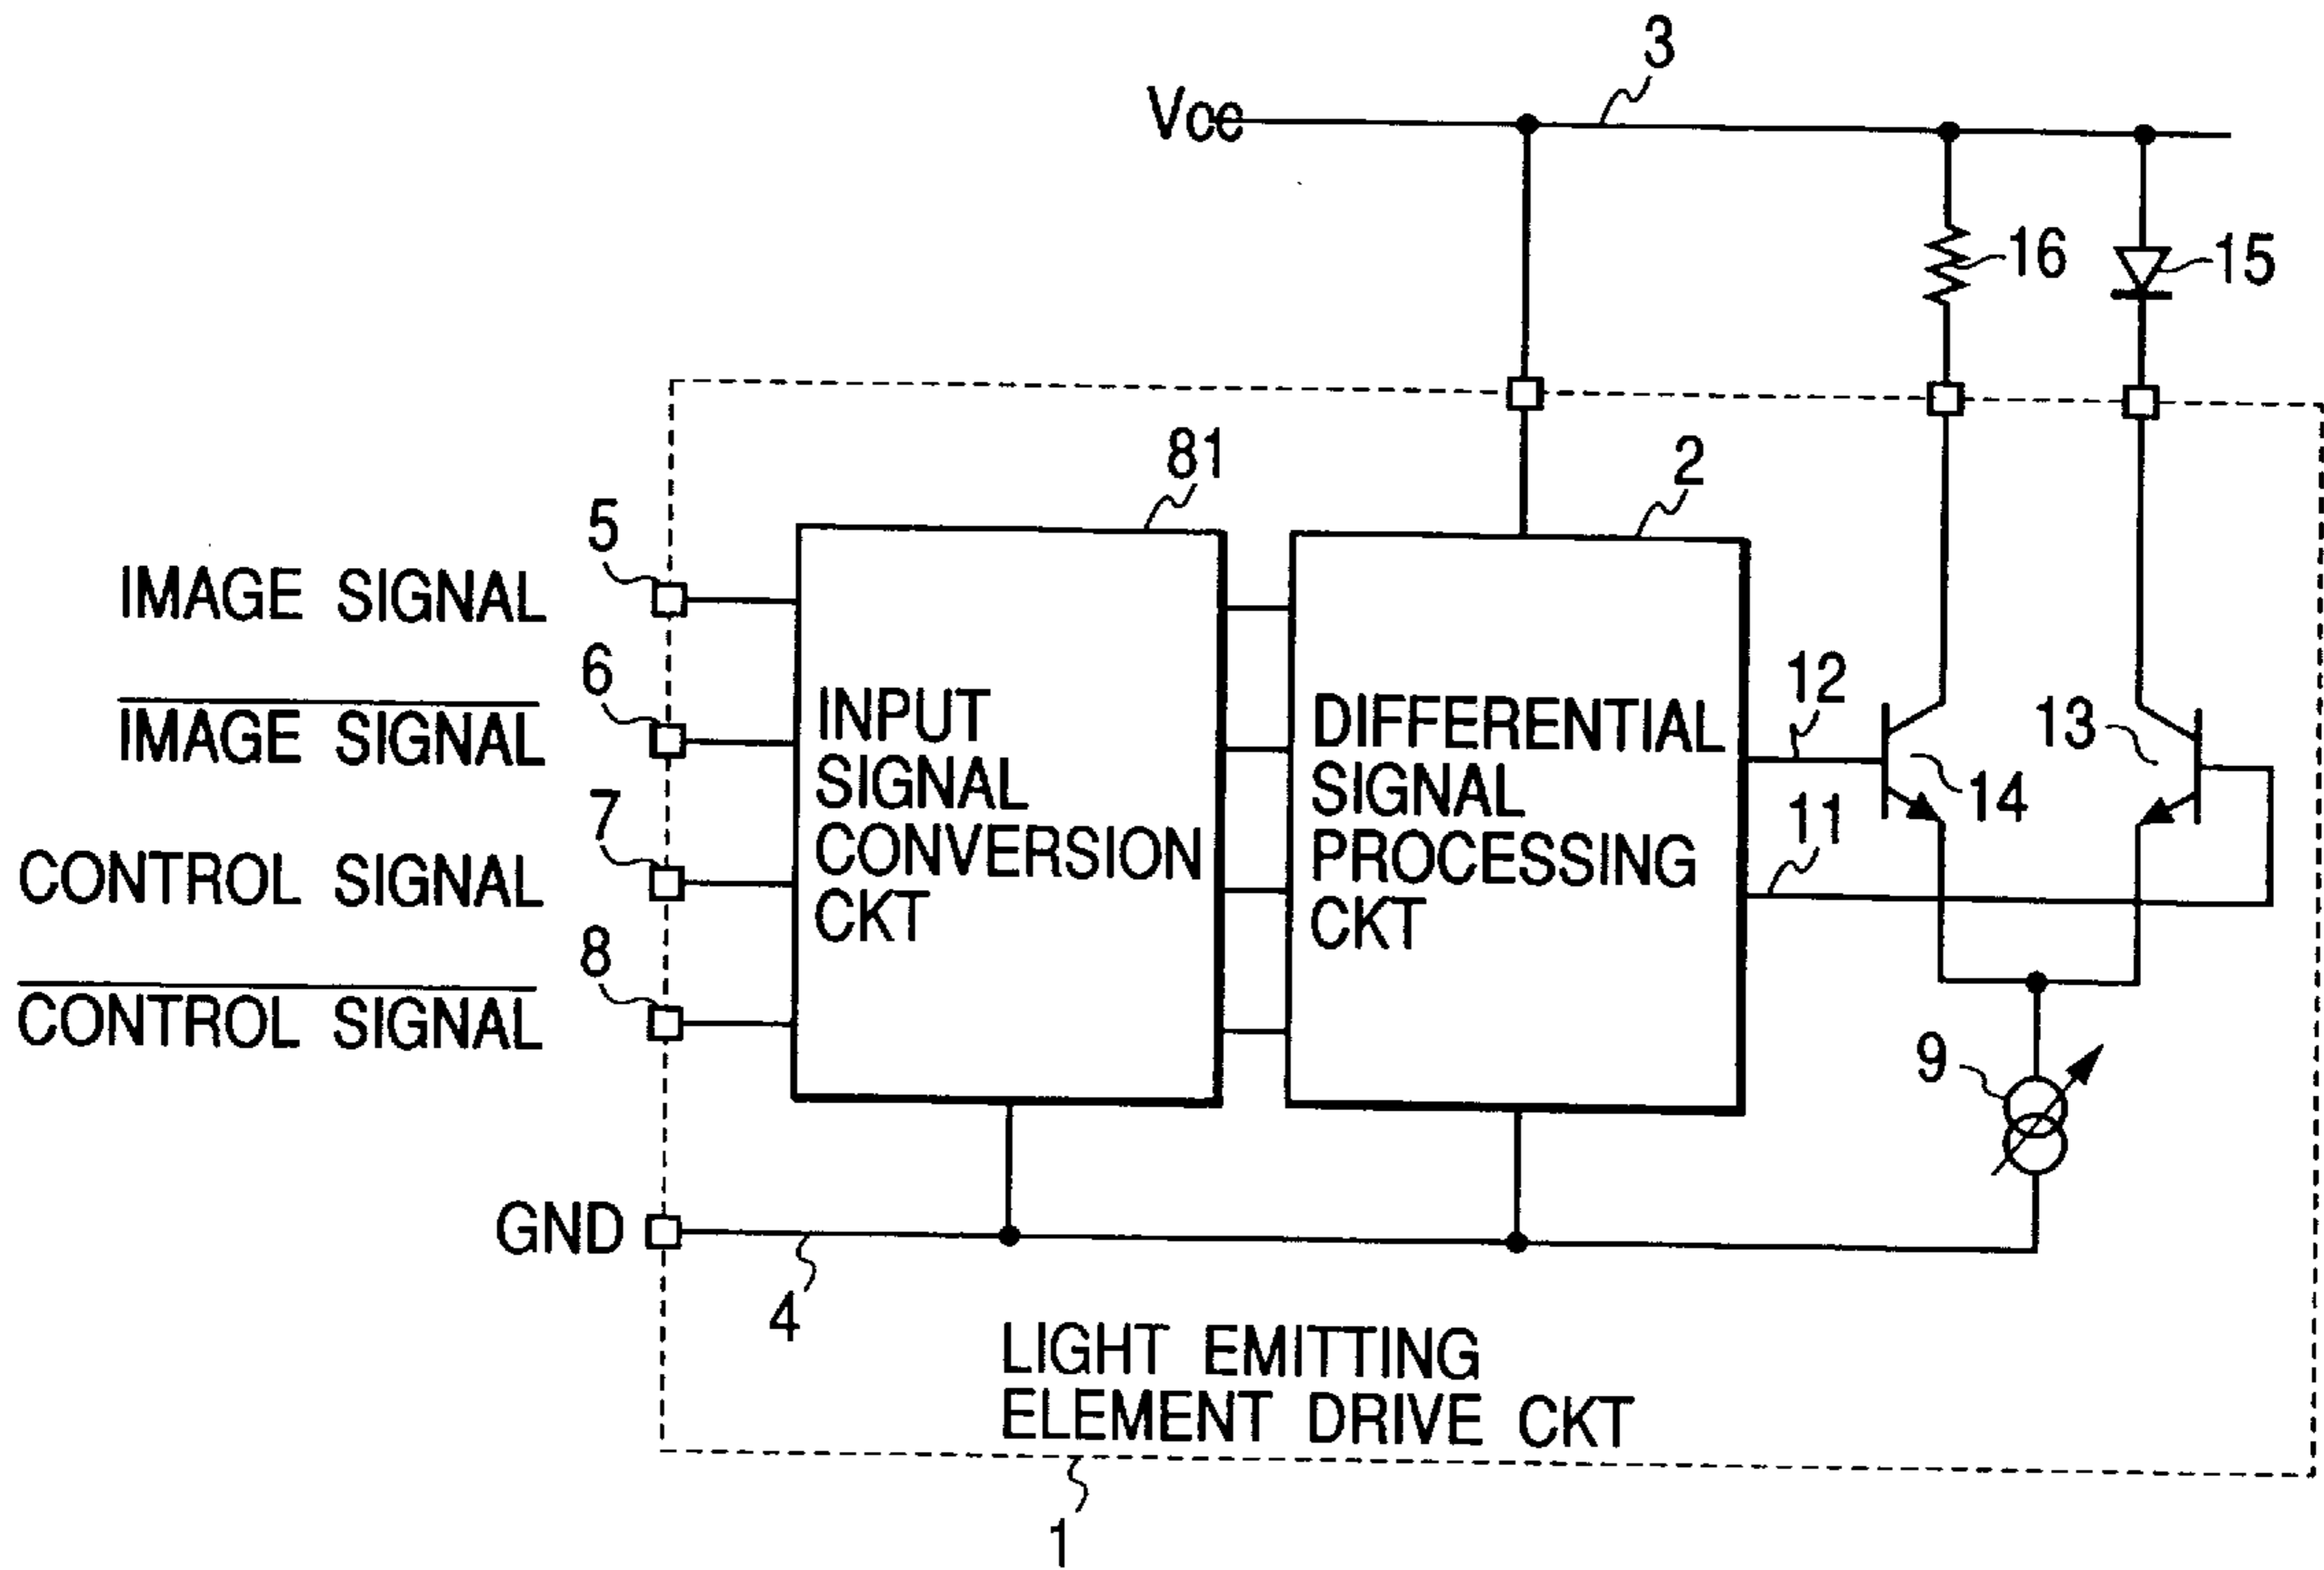 3
Vcc
16
15
81
2
5
IMAGE SIGNAL
6
IMAGE SIGNAL
7
CONTROL SIGNAL
8
CONTROL SIGNAL
INPUT
SIGNAL
CONVERSION
CKT
DIFFERENTIAL
SIGNAL
PROCESSING
CKT
12
11
14
13
9
GND
4
LIGHT EMITTING
ELEMENT DRIVE CKT
1